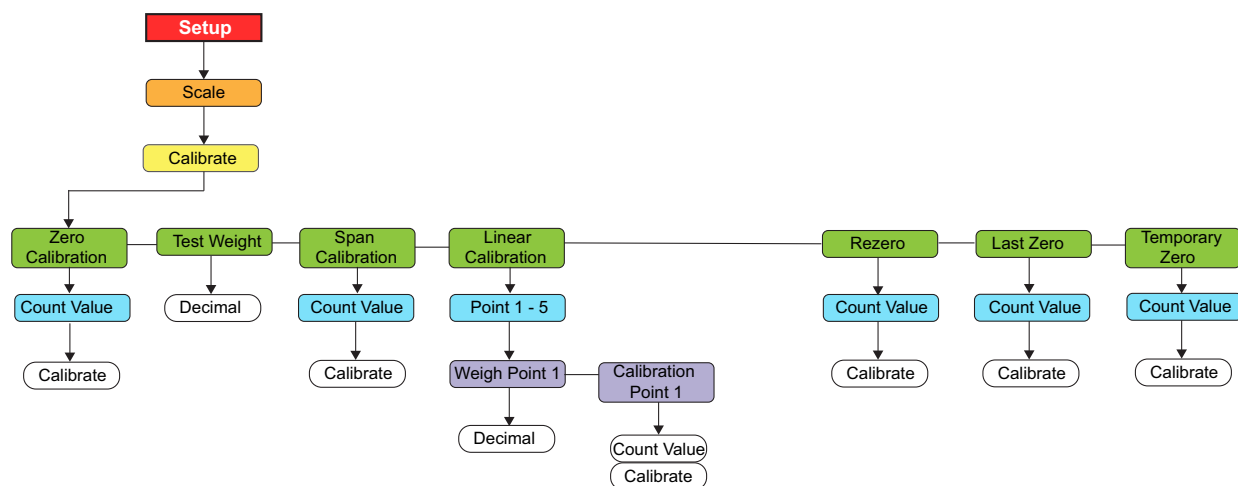 Setup
Scale
Calibrate
Zero
Calibration
Test Weight
Span
Calibration
Linear
Calibration
Rezero
Last Zero
Temporary
Zero
Count Value
Decimal
Count Value
Point 1 - 5
Count Value
Count Value
Count Value
Calibrate
Calibrate
Weigh Point 1
Calibration
Point 1
Calibrate
Calibrate
Calibrate
Decimal
Count Value
Calibrate